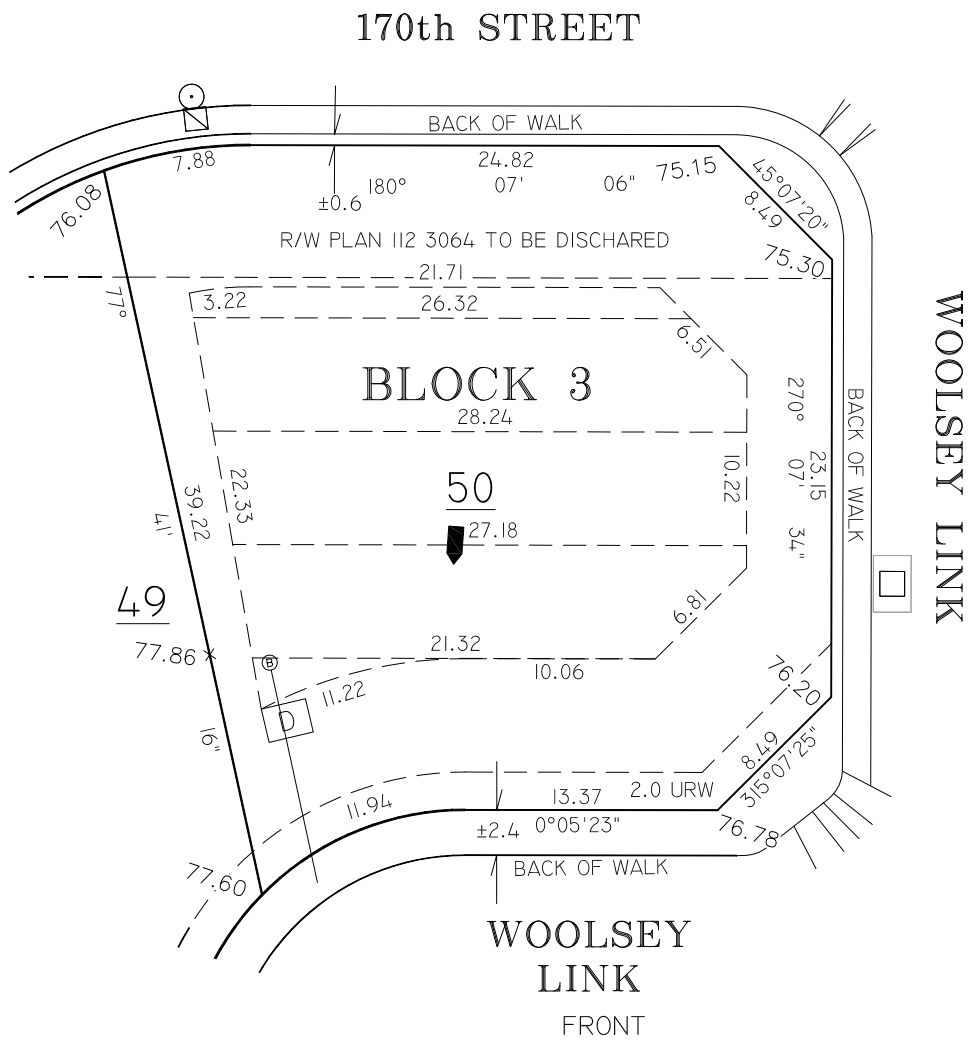 170th STREET
BACK OF WALK
7.88
24.82
75.15
45°07'20"
180° 07' 06"
8.49
76.08
±0.6
R/W PLAN 112 3064 TO BE DISCHARED
75.30
21.71
77°
3.22
26.32
6.51
WOOLSEY LINK
BLOCK 3
270° 07' 34"
BACK OF WALK
28.24
23.15
10.22
22.33
39.22
50
41'
27.18
49
6.81
77.86
21.32
B
10.06
76.20
11.22
D
16"
8.49
315°07'25"
2.0 URW
11.94
13.37
±2.4
0°05'23"
76.78
77.60
BACK OF WALK
WOOLSEY
LINK
FRONT